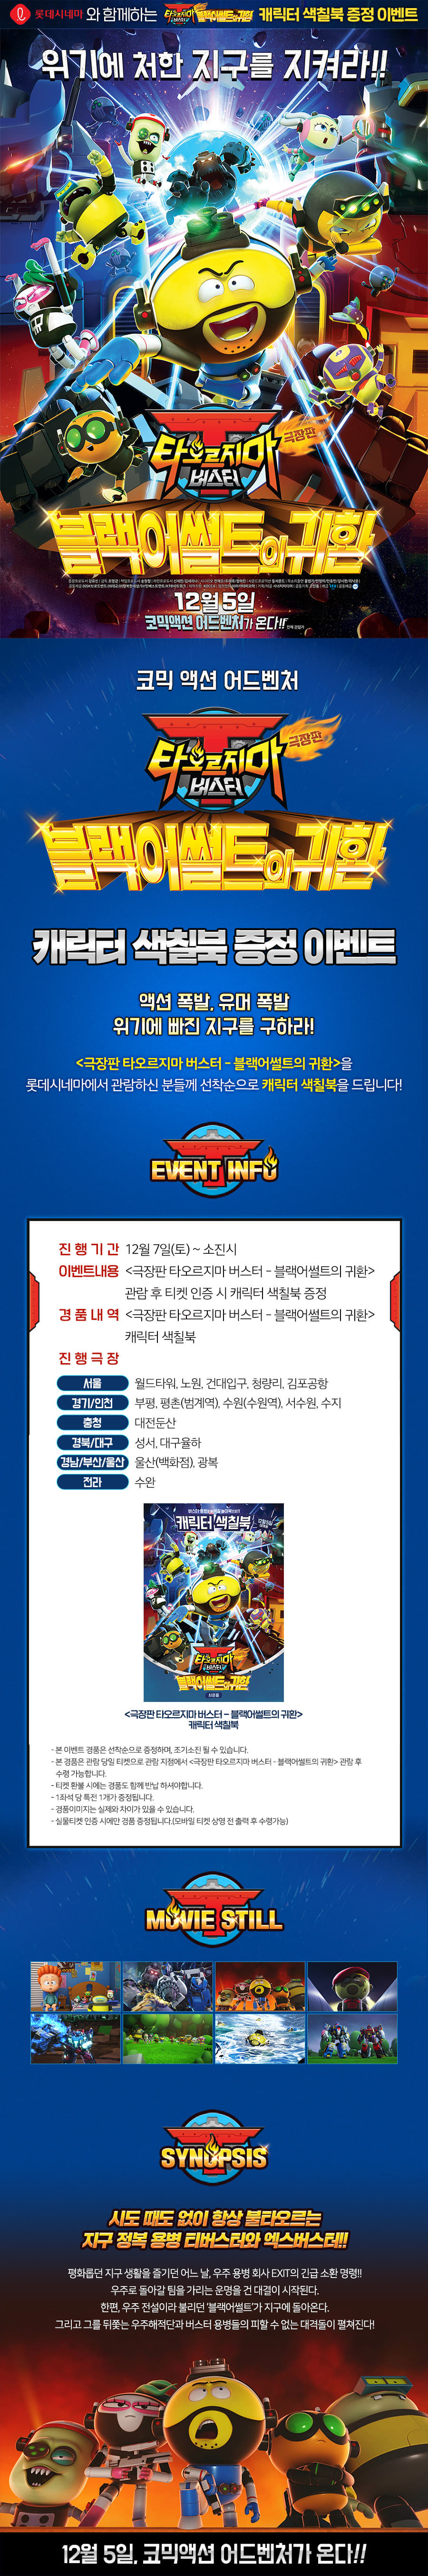 롯데시네마 와 함께하는 타오르지마 버스터 블랙어썰트의 귀환 캐릭터 색칠북 증정 이벤트
위기에 처한 지구를 지켜라!!
타오르지마
버스터
극장판
블랙어썰트의 귀환
12월 5일
코믹액션 어드벤처가 온다!!
코믹 액션 어드벤처
타오르지마
버스터
극장판
블랙어썰트의 귀환
캐릭터 색칠북 증정 이벤트
액션 폭발, 유머 폭발
위기에 빠진 지구를 구하라!
<극장판 타오르지마 버스터 – 블랙어썰트의 귀환>을
롯데시네마에서 관람하신 분들께 선착순으로 캐릭터 색칠북을 드립니다!
EVENT INFO
진행기간 12월 7일(토) ~ 소진시
이벤트내용 <극장판 타오르지마 버스터 – 블랙어썰트의 귀환>
관람 후 티켓 인증 시 캐릭터 색칠북 증정
경품내역 <극장판 타오르지마 버스터 – 블랙어썰트의 귀환>
캐릭터 색칠북
진행극장
서울 월드타워, 노원, 건대입구, 청량리, 김포공항
경기/인천 부평, 평촌(범계역), 수원(수원역), 서수원, 수지
충청 대전둔산
경북/대구 성서, 대구율하
경남/부산/울산 울산(백화점), 광복
전라 수완
캐릭터 색칠북
타오르지마
버스터
블랙어썰트의 귀환
<극장판 타오르지마 버스터 – 블랙어썰트의 귀환>
캐릭터 색칠북
- 본 이벤트 경품은 선착순으로 증정하며, 조기소진 될 수 있습니다.
- 본 경품은 관람 당일 티켓으로 관람 지점에서 <극장판 타오르지마 버스터 - 블랙어썰트의 귀환> 관람 후
수령 가능합니다.
- 티켓 환불 시에는 경품도 함께 반납 하셔야합니다.
- 1좌석 당 특전 1개가 증정됩니다.
- 경품이미지는 실제와 차이가 있을 수 있습니다.
- 실물티켓 인증 시에만 경품 증정됩니다.(모바일 티켓 상영 전 출력 후 수령가능)
MOVIE STILL
SYNOPSIS
시도 때도 없이 항상 불타오르는
지구 정복 용병 티버스터와 엑스버스터!!
평화롭던 지구 생활을 즐기던 어느 날, 우주 용병 회사 EXIT의 긴급 소환 명령!!
우주로 돌아갈 팀을 가리는 운명을 건 대결이 시작된다.
한편, 우주 전설이라 불리던 '블랙어썰트'가 지구에 돌아온다.
그리고 그를 뒤쫓는 우주해적단과 버스터 용병들의 피할 수 없는 대격돌이 펼쳐진다!
12월 5일, 코믹액션 어드벤처가 온다!!